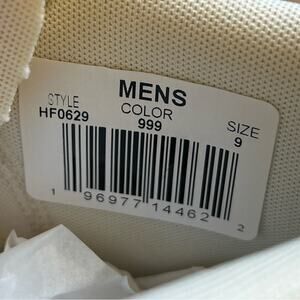 MENS
STYLE COLOR SIZE
HF0629 999 9
1 96977 14462 2